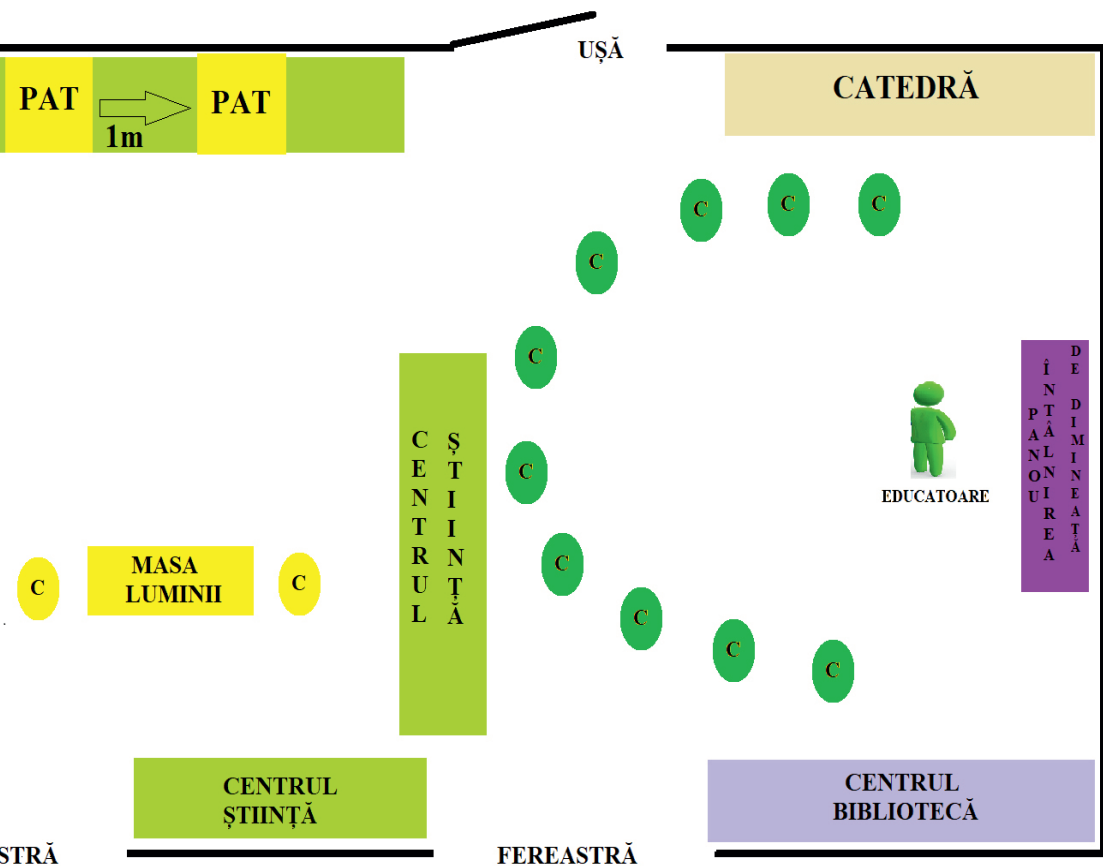 UȘĂ
PAT
PAT
1m
CATEDRĂ
C
C
C
C
C
C
C
C
C
C
EDUCATOARE
PANOU
ÎNTÂLNIREA
DE DIMINEAȚĂ
CENTRUL
ȘTIINȚĂ
C
MASA
LUMINII
C
CENTRUL
ȘTIINȚĂ
CENTRUL
BIBLIOTECĂ
STRĂ
FEREASTRĂ